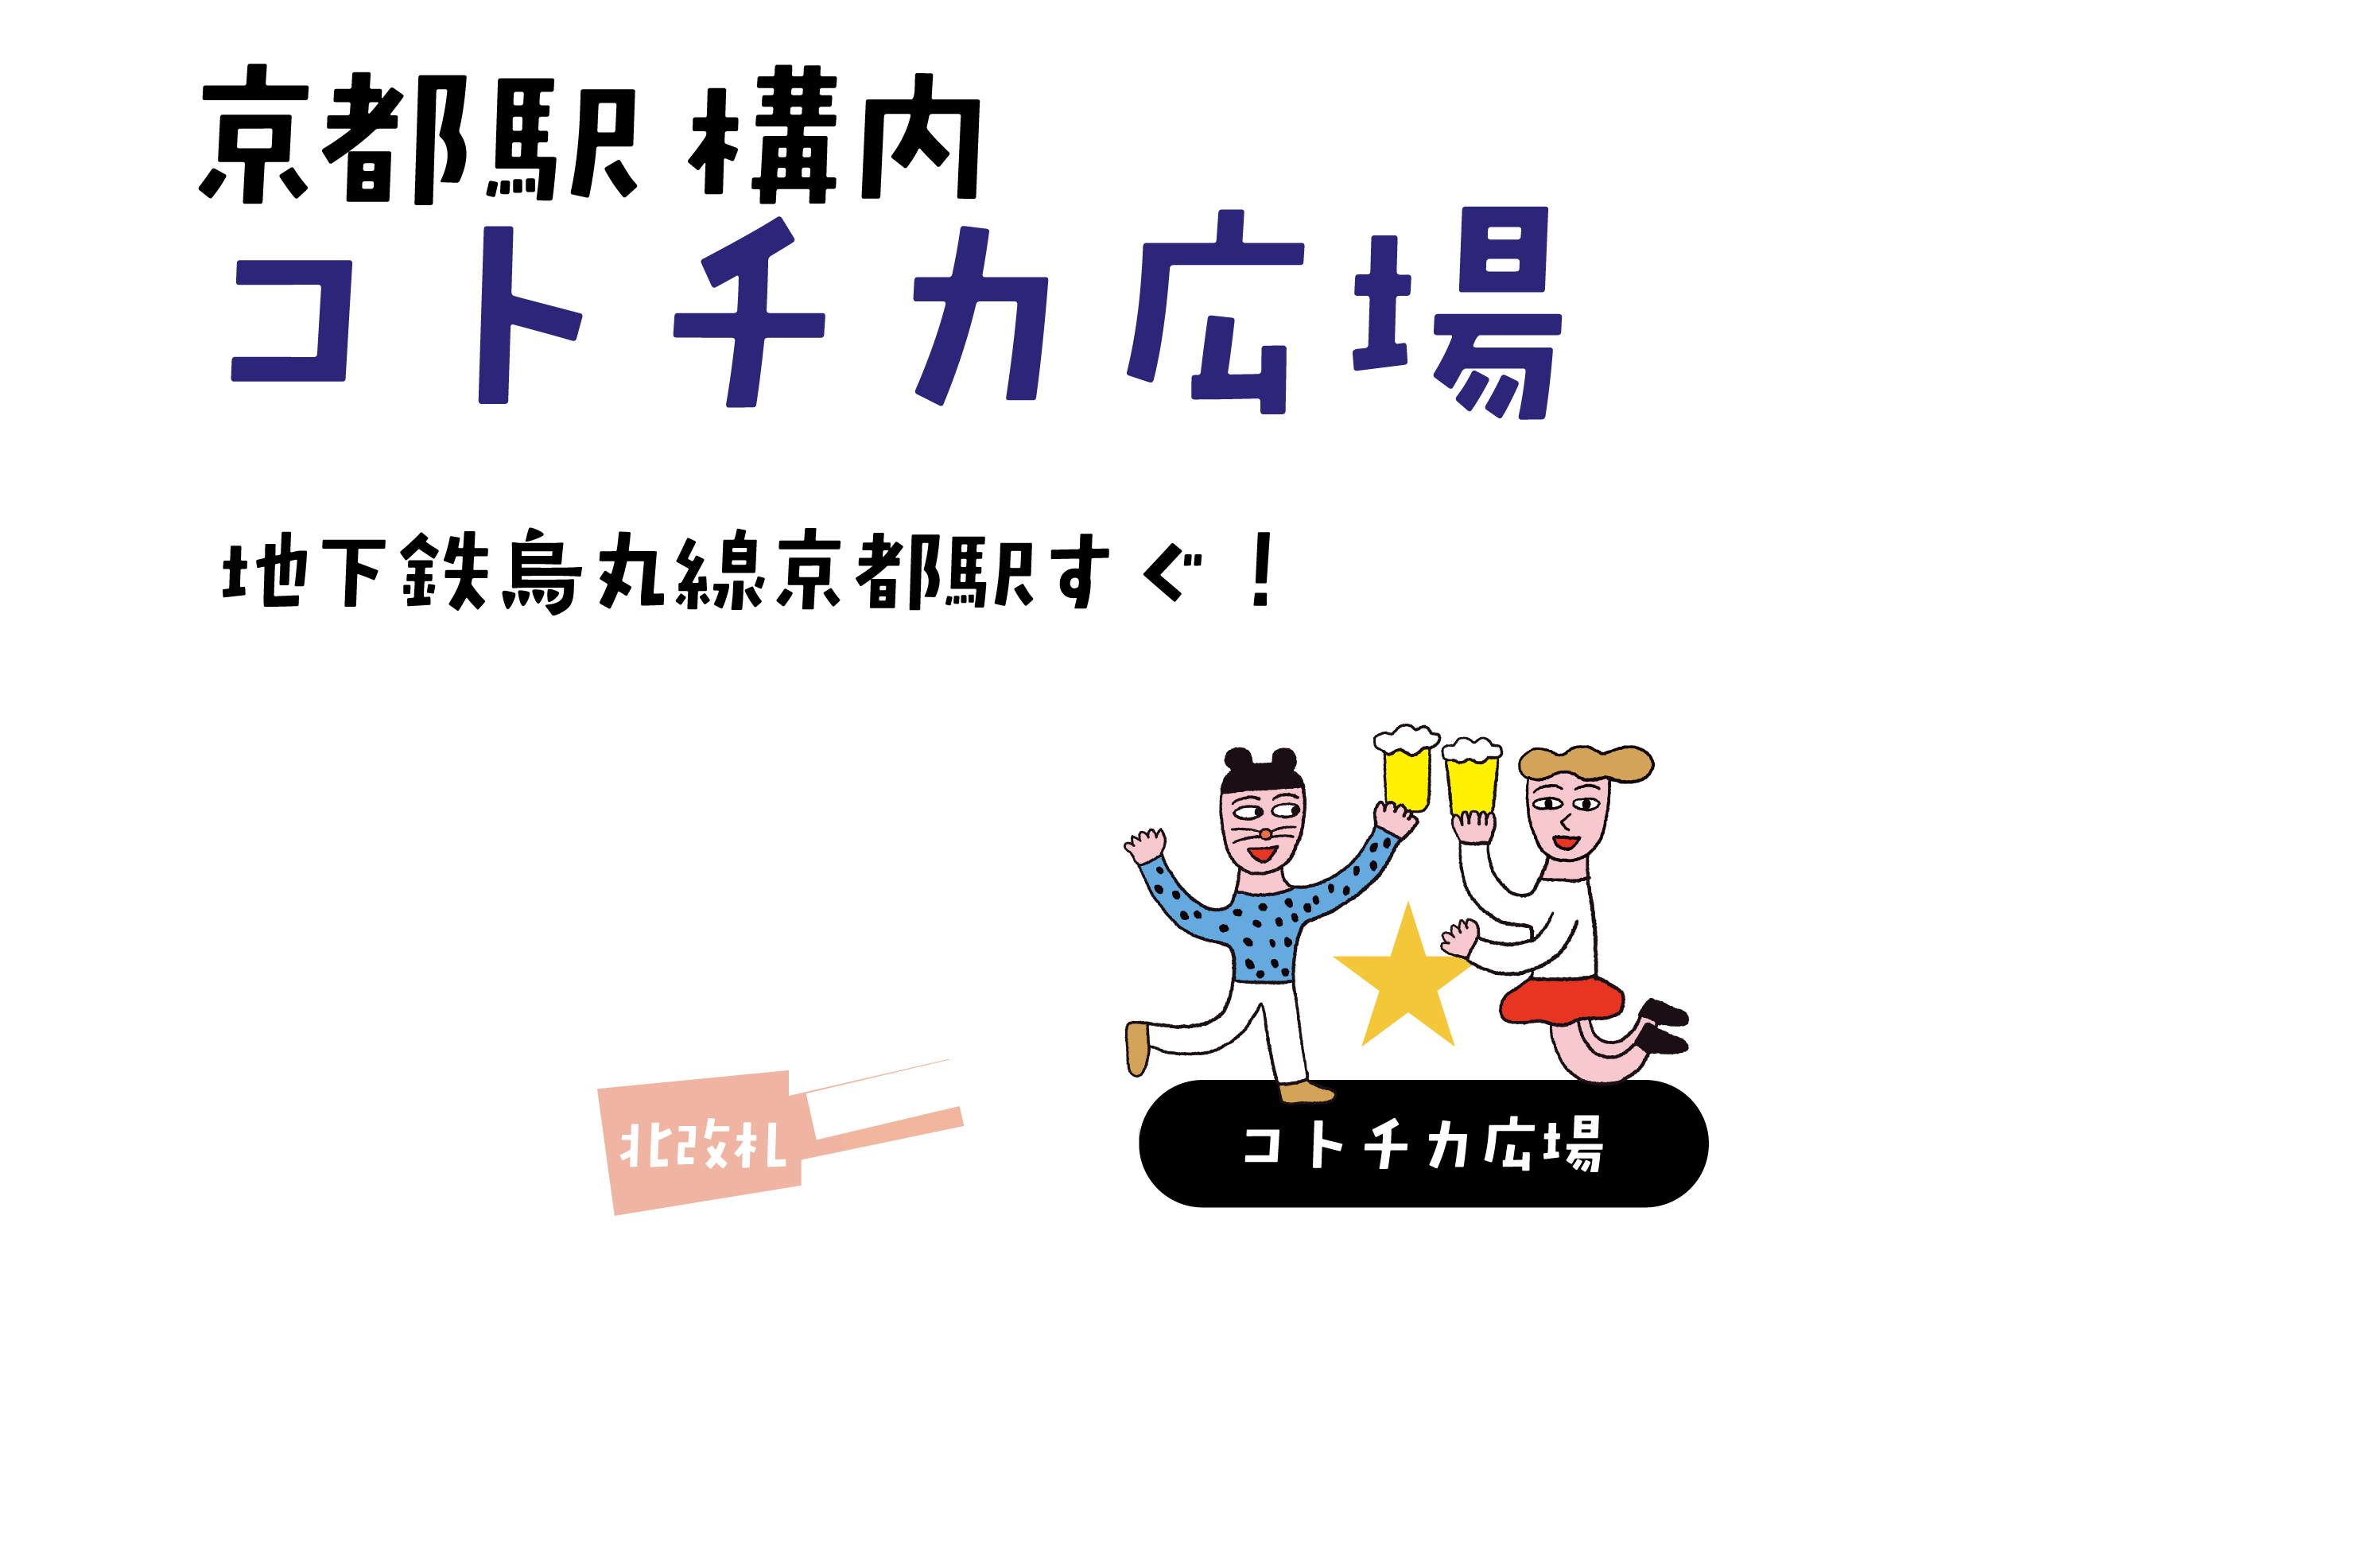 京都駅 構内
コトチカ広場
地下鉄烏丸線京都駅すぐ！
北改札
コトチカ広場